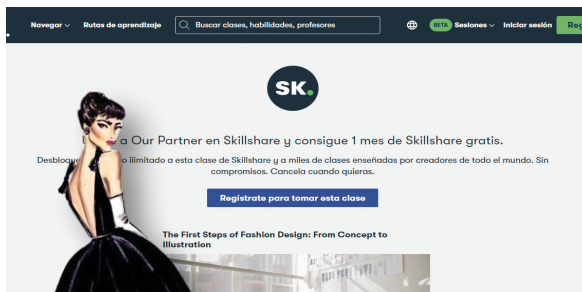 Navegar
Rutas de aprendizaje
Buscar clases, habilidades, profesores
BETA Sesiones
Iniciar sesión
SK.
a Our Partner en Skillshare y consigue 1 mes de Skillshare gratis.
ilimitado a esta clase de Skillshare y a miles de clases enseñadas por creadores de todo el mundo. Sin
compromisos. Cancela cuando quieras.
Regístrate para tomar esta clase
The First Steps of Fashion Design: From Concept to
Illustration